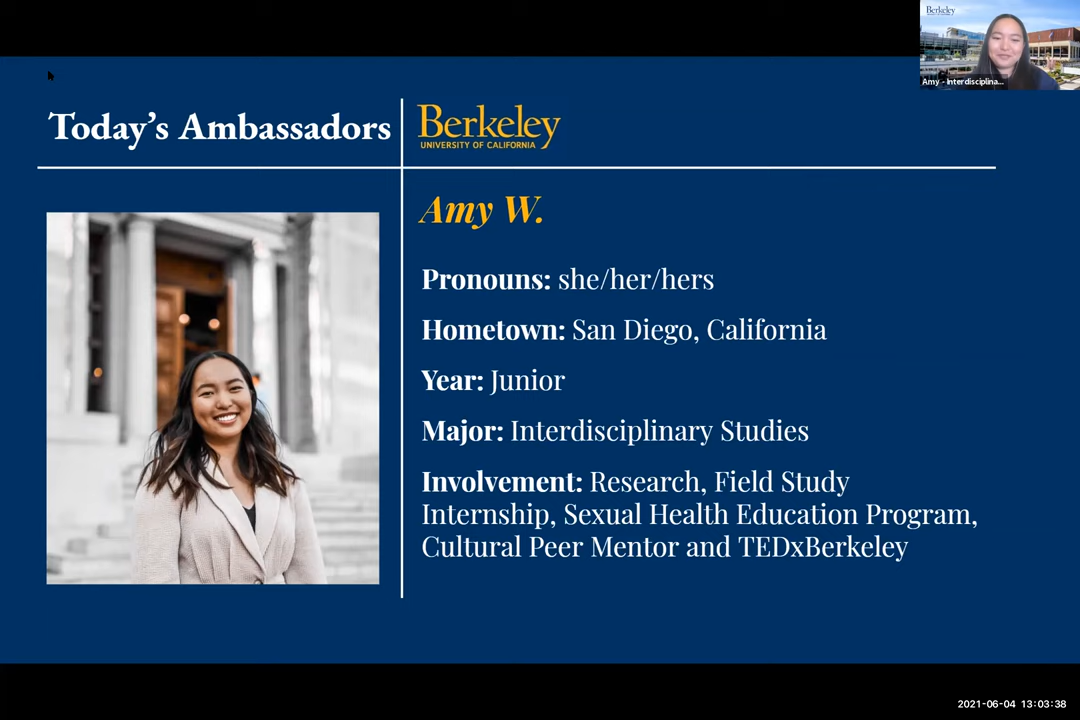 Berkeley
Amy - Interdisciplina...
Today's Ambassadors
Berkeley
UNIVERSITY OF CALIFORNIA
Amy W.
Pronouns: she/her/hers
Hometown: San Diego, California
Year: Junior
Major: Interdisciplinary Studies
Involvement: Research, Field Study
Internship, Sexual Health Education Program,
Cultural Peer Mentor and TEDxBerkeley
2021-06-04 13:03:38